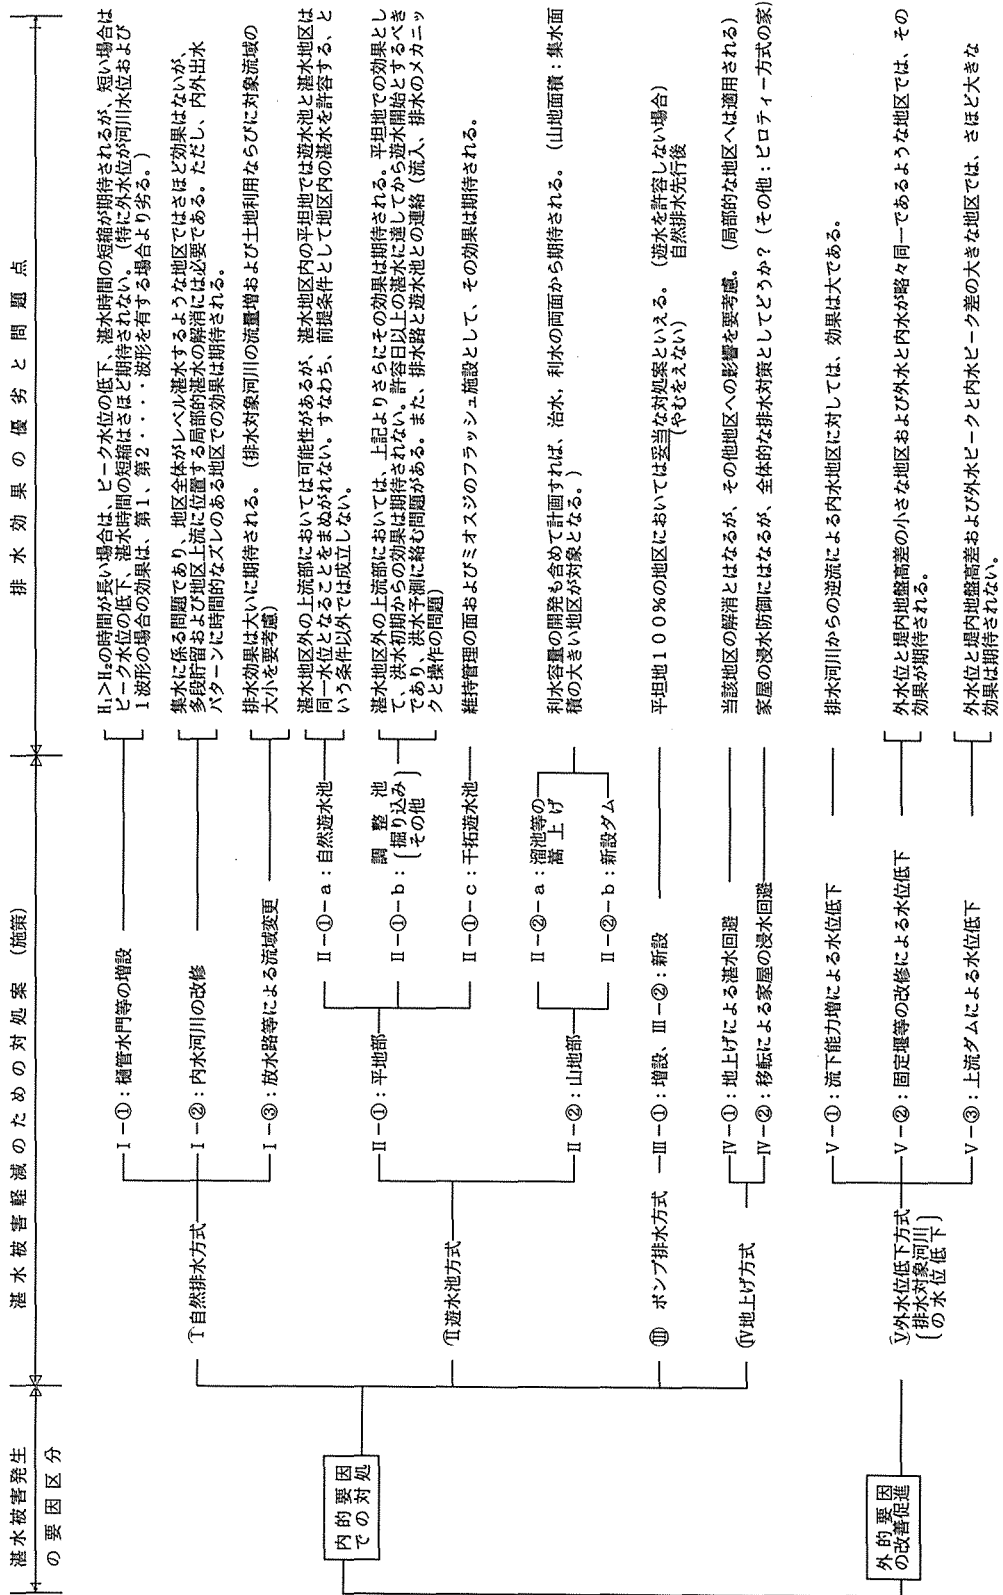 湛水被害発生
の要因区分
湛水被害軽減のための対処案(施策)
排水効果の優劣と問題点
内的要因
での対処
Ⓘ自然排水方式
Ⅰ-①:樋管水門等の増設
H₁>H₂の時間が長い場合は、ピーク水位の低下、湛水時間の短縮が期待されるが、短い場合は
ピーク水位の低下、湛水時間の短縮はさほど期待されない。(特に外水位が河川水位および
1波形の場合の効果は、第1、第2・・・・波形を有する場合より劣る。)
Ⅰ-②:内水河川の改修
集水に係る問題であり、地区全体がレベル湛水するような地区ではさほど効果はないが、
多段貯留および地区上流に位置する局部的湛水の解消には必要である。ただし、内外出水
パターンに時間的なズレのある地区での効果は期待される。
Ⅰ-③:放水路等による流域変更
排水効果は大いに期待される。(排水対象河川の流量増および土地利用ならびに対象流域の
大小を要考慮)
Ⅱ遊水池方式
Ⅱ-①:平地部
Ⅱ-①-a:自然遊水池
湛水地区外の上流部においては可能性があるが、湛水地区内の平坦地では遊水池と湛水地区は
同一水位となることをまぬがれない。すなわち、前提条件として地区内の湛水を許容する、と
いう条件以外では成立しない。
Ⅱ-①-b:
調整池
掘り込み
その他
湛水地区外の上流部においては、上記よりさらにその効果は期待される。平坦地での効果とし
て、洪水初期からの効果は期待されない。許容日以上の湛水に達してから遊水開始とするべき
であり、洪水予測に絡む問題がある。また、排水路と遊水池との連絡(流入、排水のメカニッ
クと操作の問題)
Ⅱ-①-c:干拓遊水池
維持管理の面およびミオスジのフラッシュ施設として、その効果は期待される。
Ⅱ-②:山地部
Ⅱ-②-a:溜池等の
嵩上げ
Ⅱ-②-b:新設ダム
利水容量の開発も含めて計画すれば、治水,利水の両面から期待される。(山地面積:集水面
積の大きい地区が対象となる。)
Ⅲ ポンプ排水方式
Ⅲ-①:増設、Ⅲ-②:新設
平坦地100%の地区においては妥当な対処案といえる。(遊水を許容しない場合)
(やむをえない) 自然排水先行後
Ⅳ地上げ方式
Ⅳ-①:地上げによる湛水回避
当該地区の解消とはなるが、その他地区への影響を要考慮。(局部的な地区へは適用される)
Ⅳ-②:移転による家屋の浸水回避
家屋の浸水防御にはなるが、全体的な排水対策としてどうか?(その他:ピロティー方式の家)
外的要因
の改善促進
Ⅴ外水位低下方式
排水対象河川
の水位低下
Ⅴ-①:流下能力増による水位低下
排水河川からの逆流による内水地区に対しては、効果は大である。
Ⅴ-②:固定堰等の改修による水位低下
外水位と堤内地盤高差の小さな地区および外水と内水が略々同一であるような地区では、その
効果が期待される。
Ⅴ-③:上流ダムによる水位低下
外水位と堤内地盤高差および外水ピークと内水ピーク差の大きな地区では、さほど大きな
効果は期待されない。